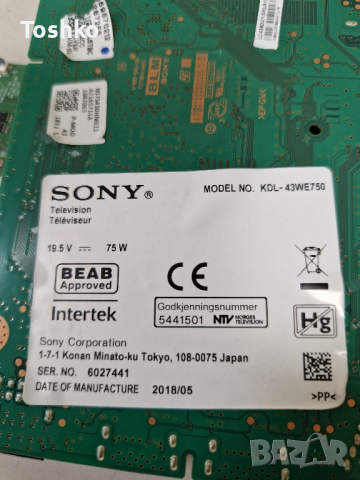 Toshko
BLM
SONY®
MODEL NO. KDL-43WE750
Television
Téléviseur
19.5 V ⎓ 75 W
BEAB
Approved
CE
Intertek
Godkjenningsnummer
5441501 NTV NORGES TELEVISION
Hg
Sony Corporation
1-7-1 Konan Minato-ku Tokyo, 108-0075 Japan
SER. NO. 6027441
DATE OF MANUFACTURE 2018/05
>PP<
BAZAR